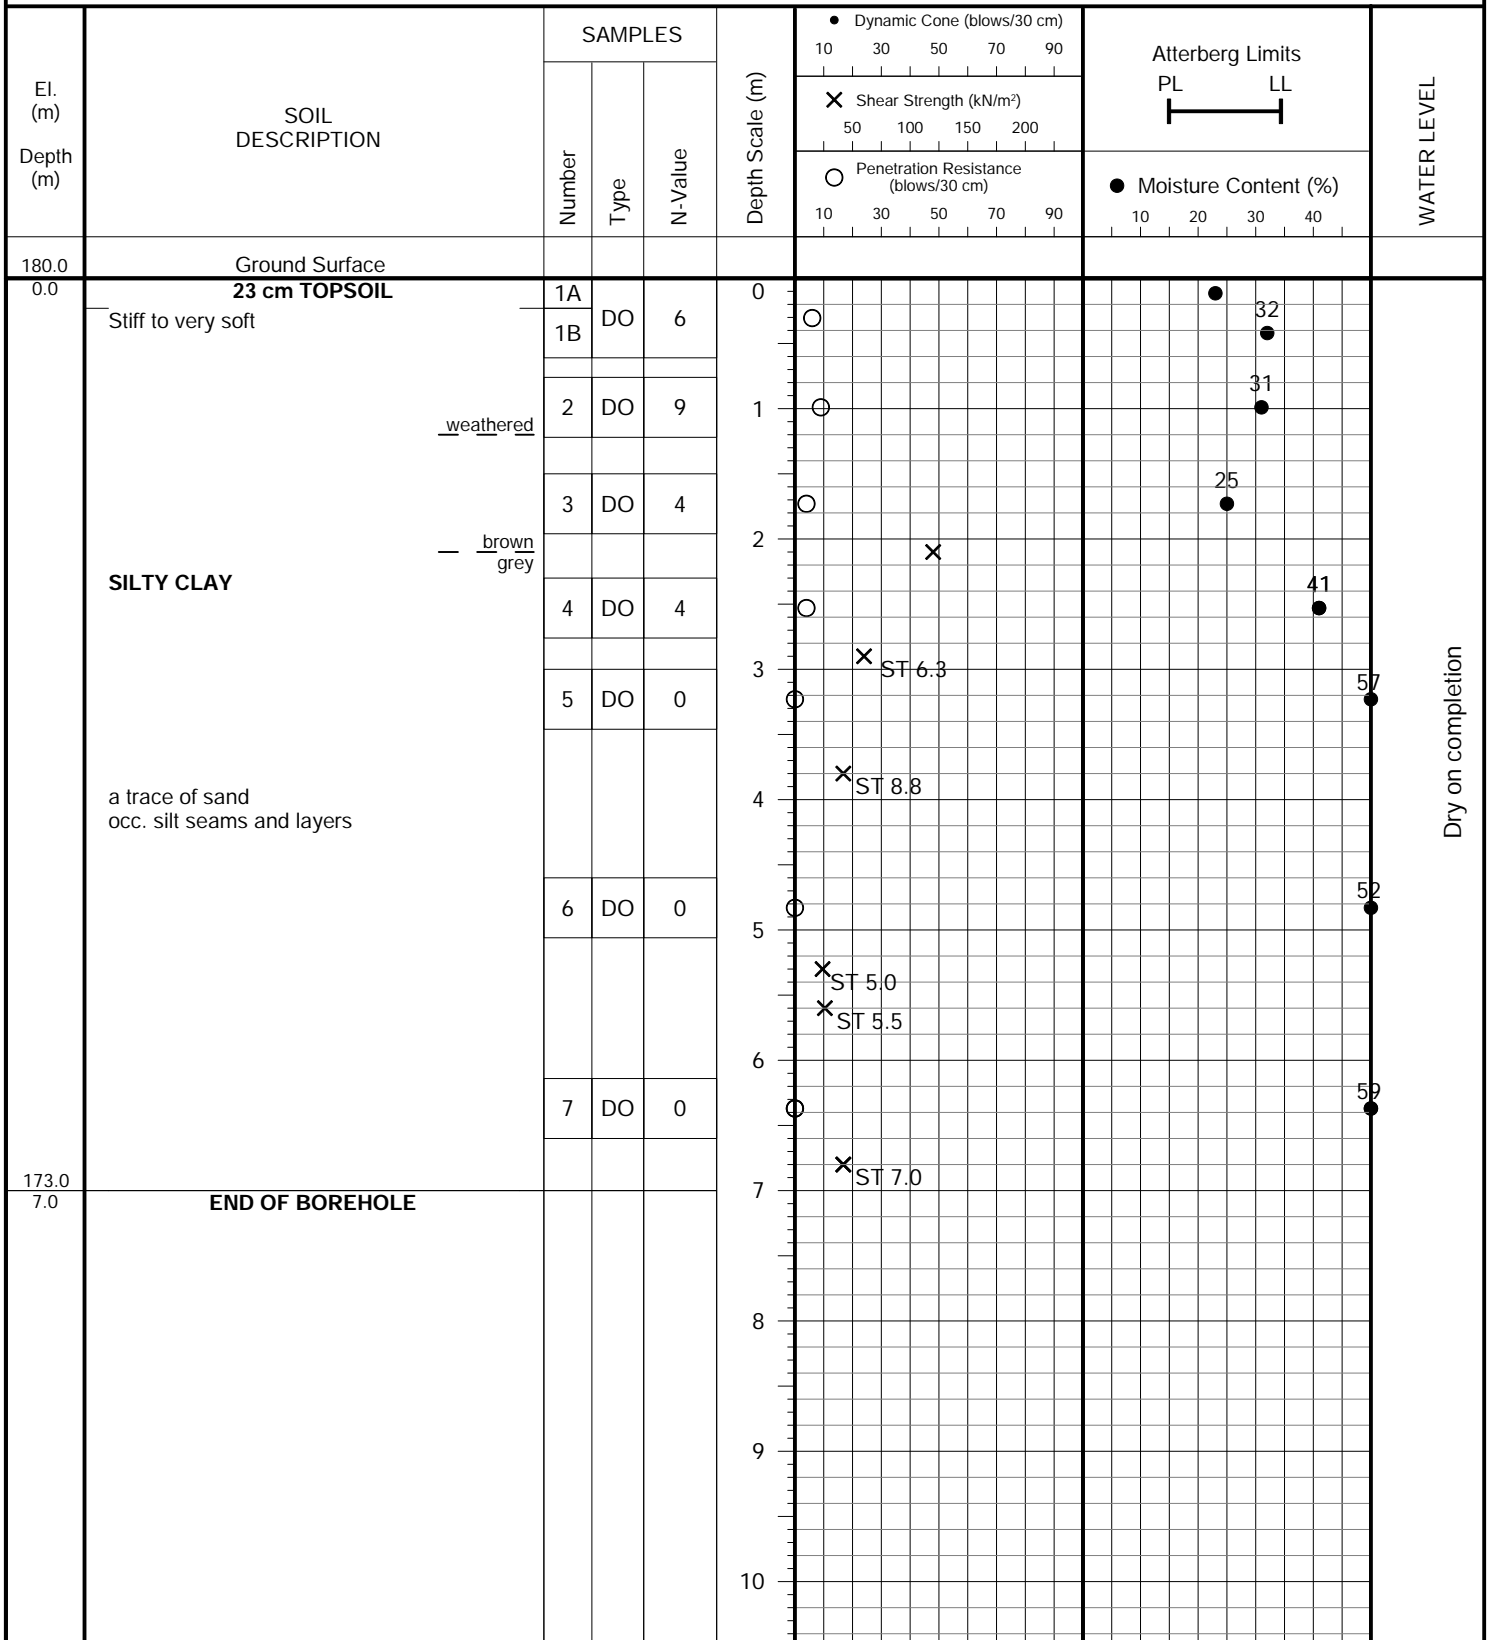 El.
(m)
Depth
(m)
SOIL
DESCRIPTION
SAMPLES
Number
Type
N-Value
Depth Scale (m)
Dynamic Cone (blows/30 cm)
10 30 50 70 90
Shear Strength (kN/m²)
50 100 150 200
Penetration Resistance
(blows/30 cm)
10 30 50 70 90
Atterberg Limits
PL LL
Moisture Content (%)
10 20 30 40
WATER LEVEL
180.0 Ground Surface
0.0 23 cm TOPSOIL 1A 0
Stiff to very soft 1B DO 6 32
31
2 DO 9 1
weathered
25
3 DO 4
brown 2
grey
SILTY CLAY 41
4 DO 4
ST 6.3
3
57
5 DO 0
ST 8.8
a trace of sand 4
occ. silt seams and layers
52
6 DO 0
5
ST 5.0
ST 5.5
6
59
7 DO 0
ST 7.0
173.0
7.0 END OF BOREHOLE 7
8
9
10
Dry on completion